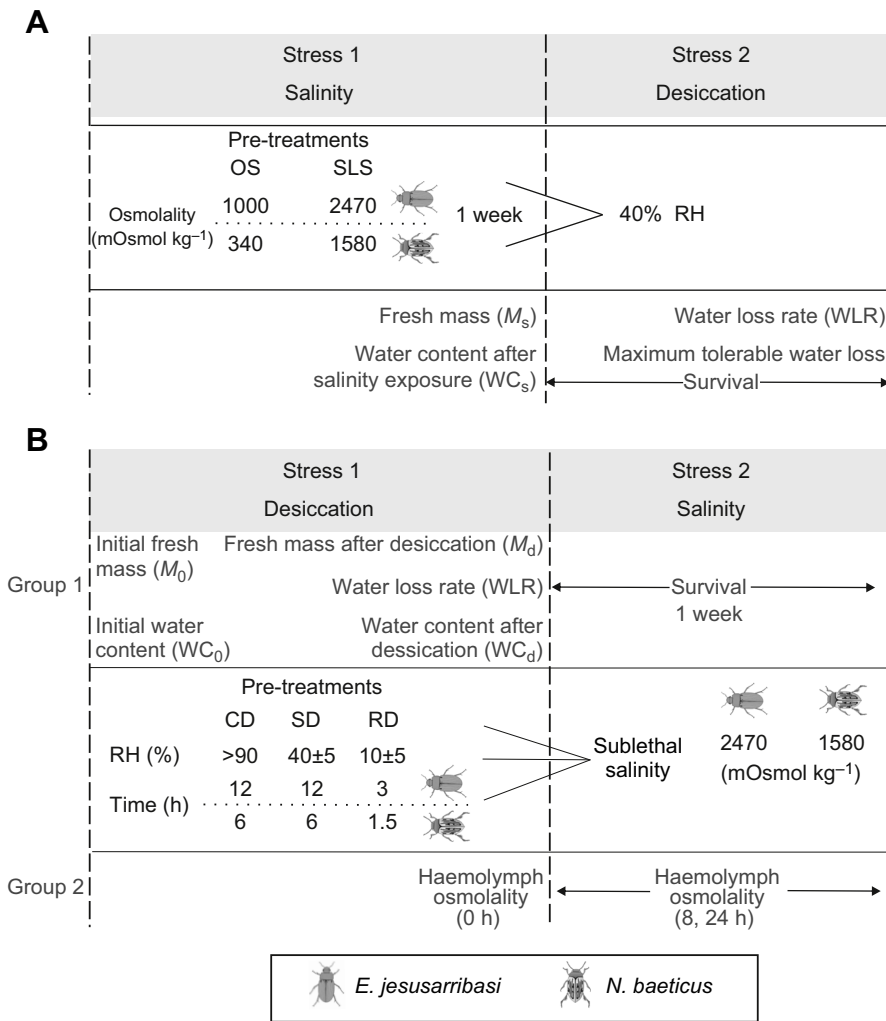 A
Stress 1
Stress 2
Salinity
Desiccation
Pre-treatments
OS SLS
Osmolality
(mOsmol kg⁻¹)
1000 2470
340 1580
1 week
40% RH
Fresh mass (Ms)
Water content after
salinity exposure (WCs)
Water loss rate (WLR)
Maximum tolerable water loss
Survival
B
Stress 1
Stress 2
Desiccation
Salinity
Group 1
Initial fresh
mass (M0)
Fresh mass after desiccation (Md)
Water loss rate (WLR)
Initial water
content (WC0)
Water content after
dessication (WCd)
Survival
1 week
Pre-treatments
CD SD RD
RH (%) >90 40±5 10±5
Time (h)
12 12 3
6 6 1.5
Sublethal
salinity
2470 1580
(mOsmol kg⁻¹)
Group 2
Haemolymph
osmolality
(0 h)
Haemolymph
osmolality
(8, 24 h)
E. jesusarribasi
N. baeticus